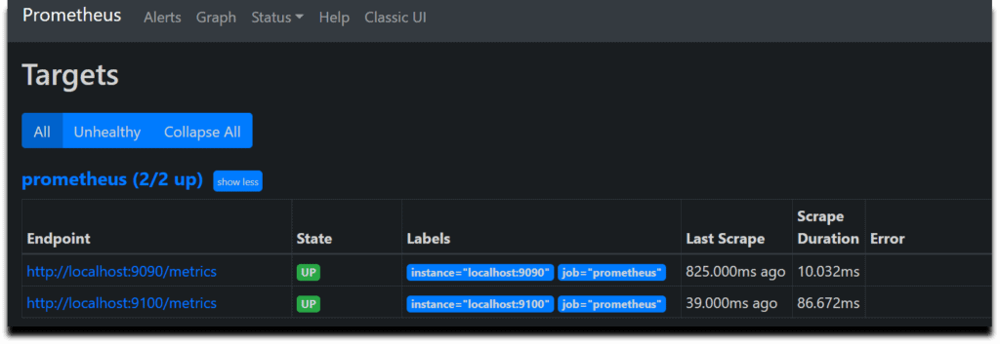 Prometheus Alerts Graph Status Help Classic UI
Targets
All Unhealthy Collapse All
prometheus (2/2 up) show less
Endpoint State Labels Last Scrape Scrape Duration Error
http://localhost:9090/metrics UP instance="localhost:9090" job="prometheus" 825.000ms ago 10.032ms
http://localhost:9100/metrics UP instance="localhost:9100" job="prometheus" 39.000ms ago 86.672ms